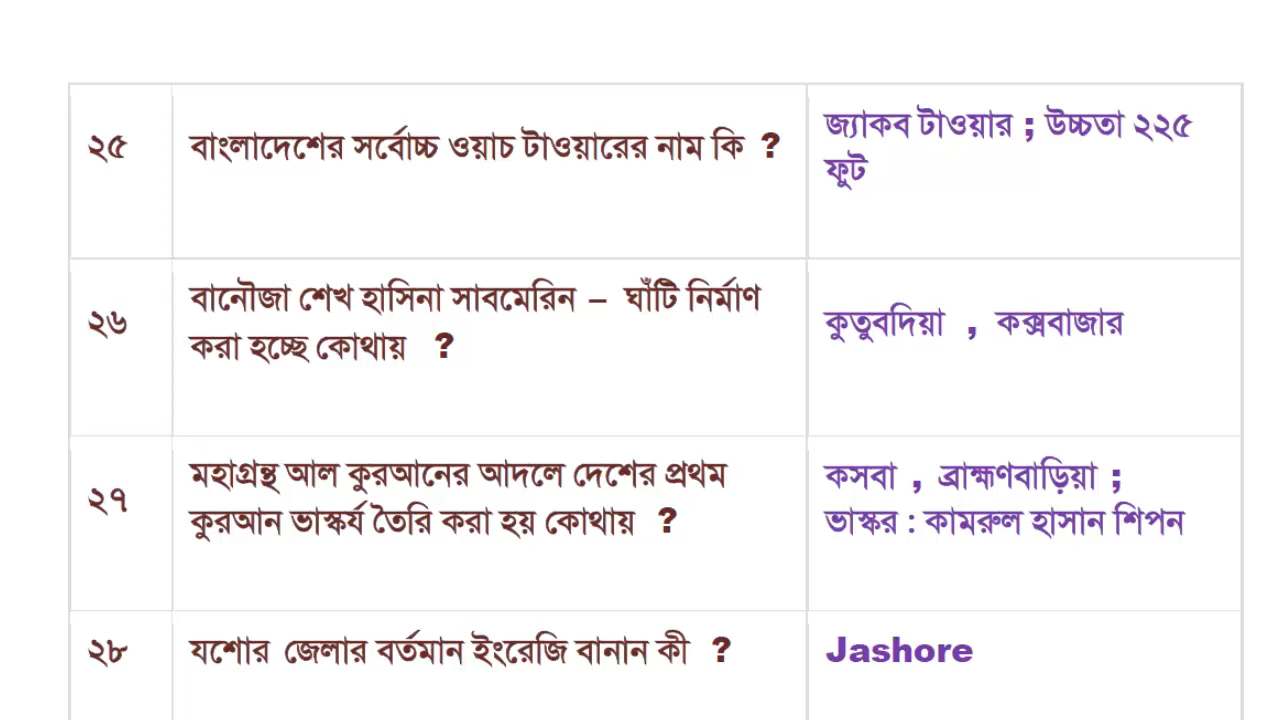 ২৫ বাংলাদেশের সর্বোচ্চ ওয়াচ টাওয়ারের নাম কি ?
জ্যাকব টাওয়ার ; উচ্চতা ২২৫
ফুট
২৬
বানৌজা শেখ হাসিনা সাবমেরিন – ঘাঁটি নির্মাণ
করা হচ্ছে কোথায় ?
কুতুবদিয়া , কক্সবাজার
২৭
মহাগ্রন্থ আল কুরআনের আদলে দেশের প্রথম
কুরআন ভাস্কর্য তৈরি করা হয় কোথায় ?
কসবা , ব্রাহ্মণবাড়িয়া ;
ভাস্কর : কামরুল হাসান শিপন
২৮ যশোর জেলার বর্তমান ইংরেজি বানান কী ? Jashore